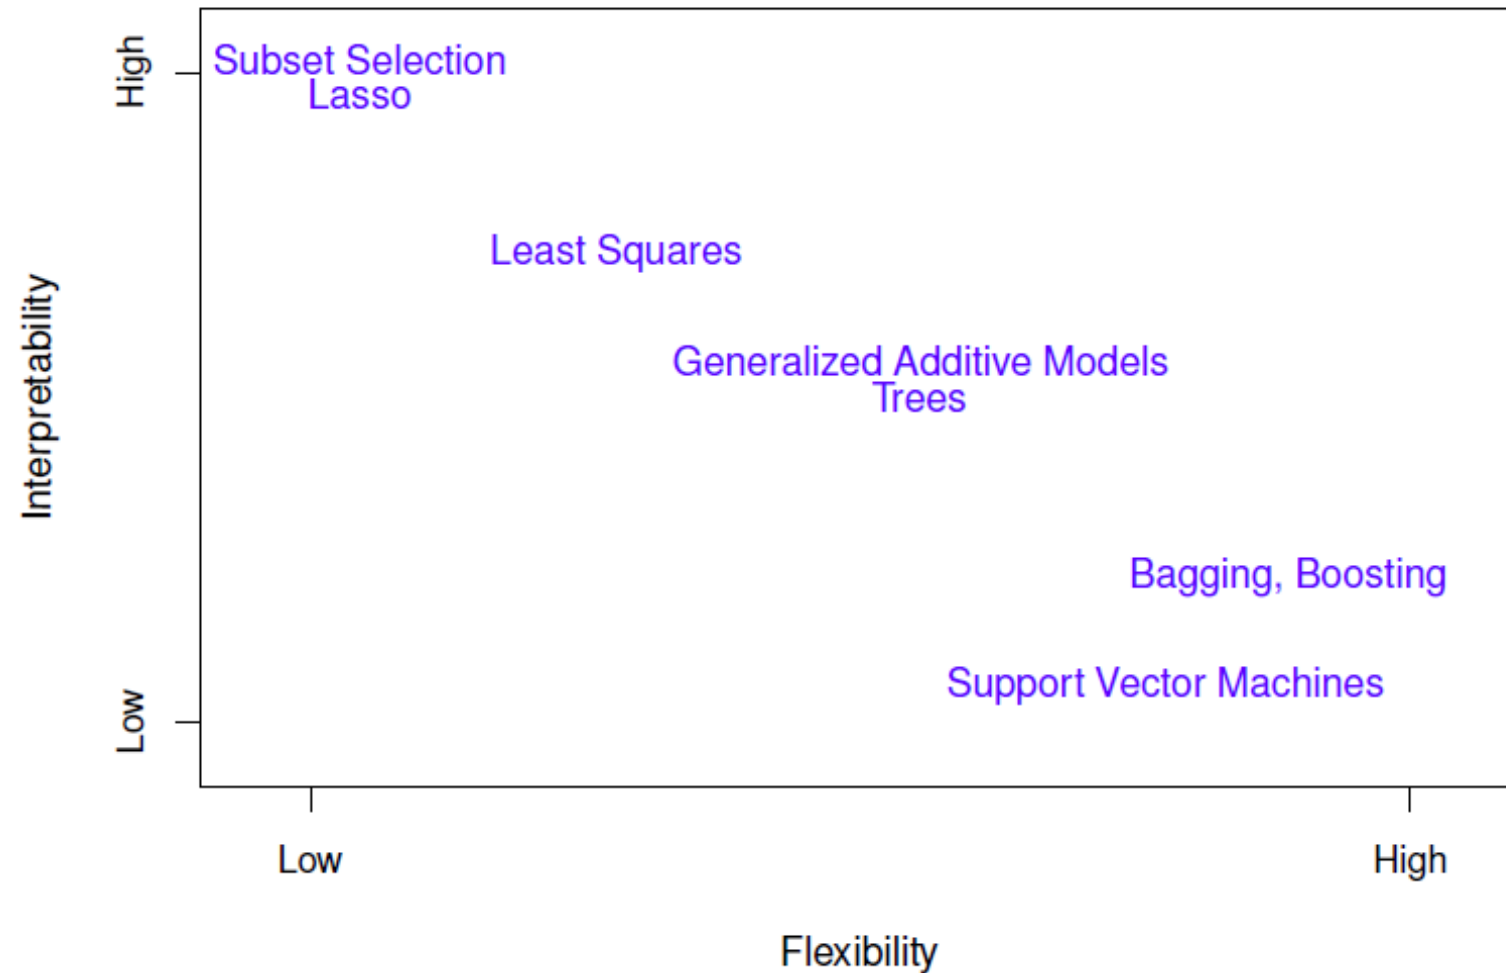 High
Subset Selection
Lasso
Least Squares
Interpretability
Generalized Additive Models
Trees
Bagging, Boosting
Support Vector Machines
Low
Low
High
Flexibility